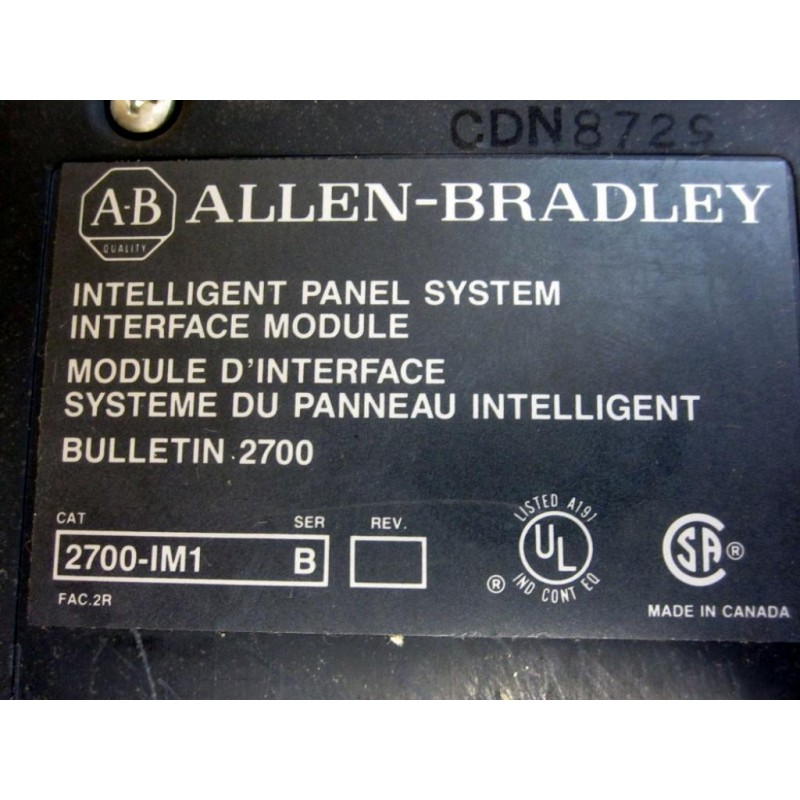 CDN872S
A-B QUALITY
ALLEN-BRADLEY
INTELLIGENT PANEL SYSTEM
INTERFACE MODULE
MODULE D'INTERFACE
SYSTEME DU PANNEAU INTELLIGENT
BULLETIN 2700
CAT SER REV.
2700-IM1 B
FAC.2R
LISTED A191
UL ®
IND CONT EQ
SA ®
MADE IN CANADA